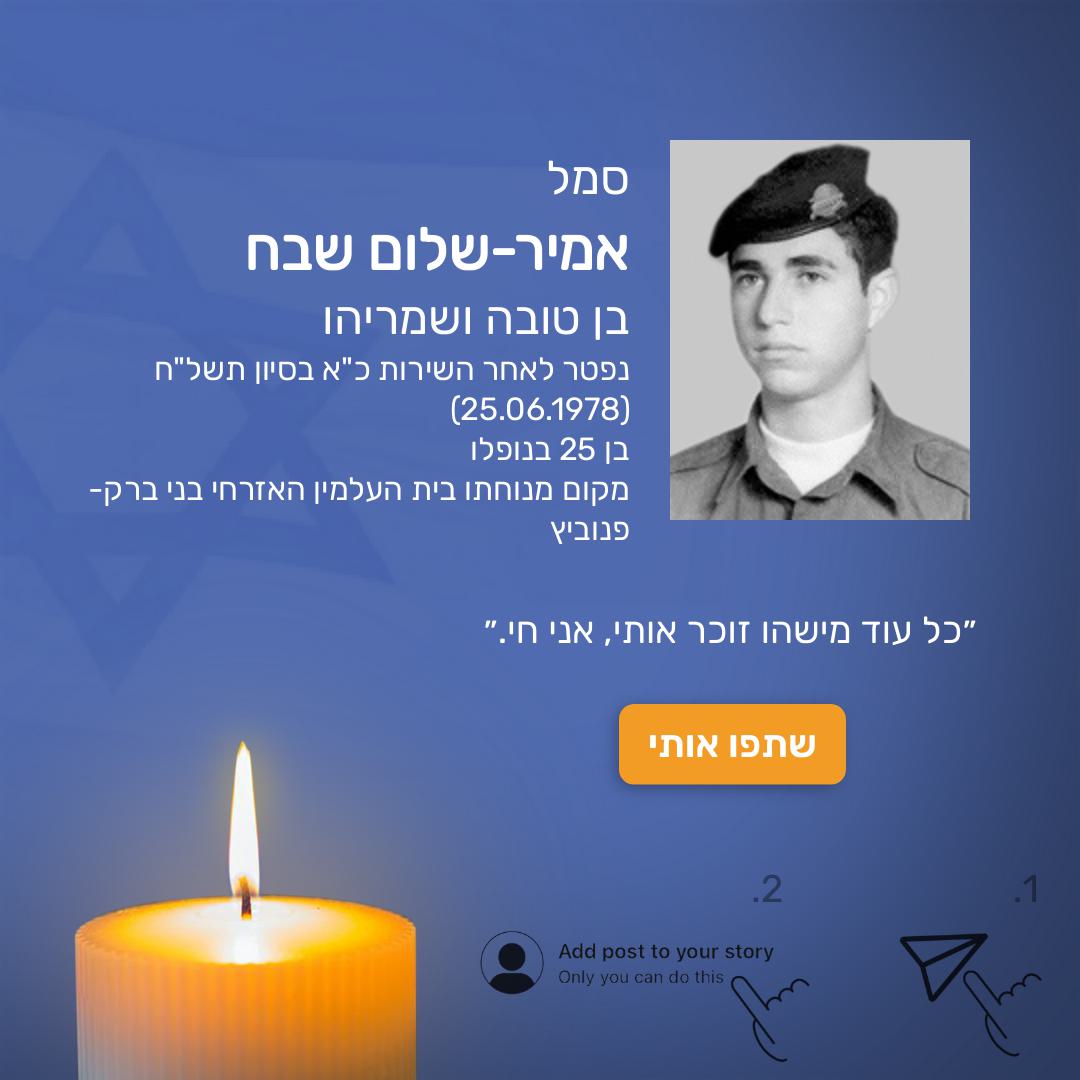 סמל
אמיר-שלום שבח
בן טובה ושמריהו
נפטר לאחר השירות כ"א בסיון תשל"ח
(25.06.1978)
בן 25 בנופלו
מקום מנוחתו בית העלמין האזרחי בני ברק-
פנוביץ
״כל עוד מישהו זוכר אותי, אני חי.״
שתפו אותי
1.
2.
Add post to your story
Only you can do this